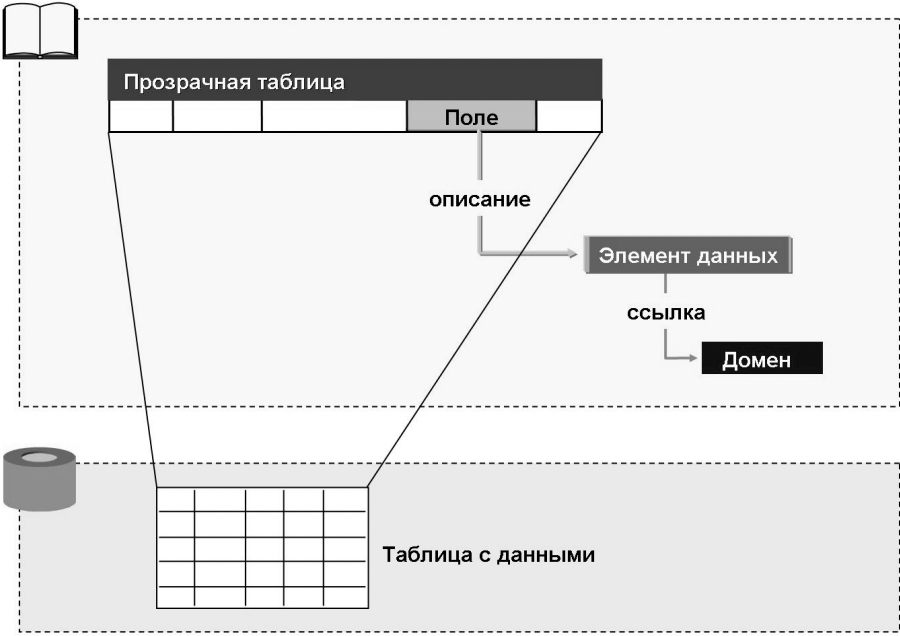 Прозрачная таблица
Поле
описание
Элемент данных
ссылка
Домен
Таблица с данными